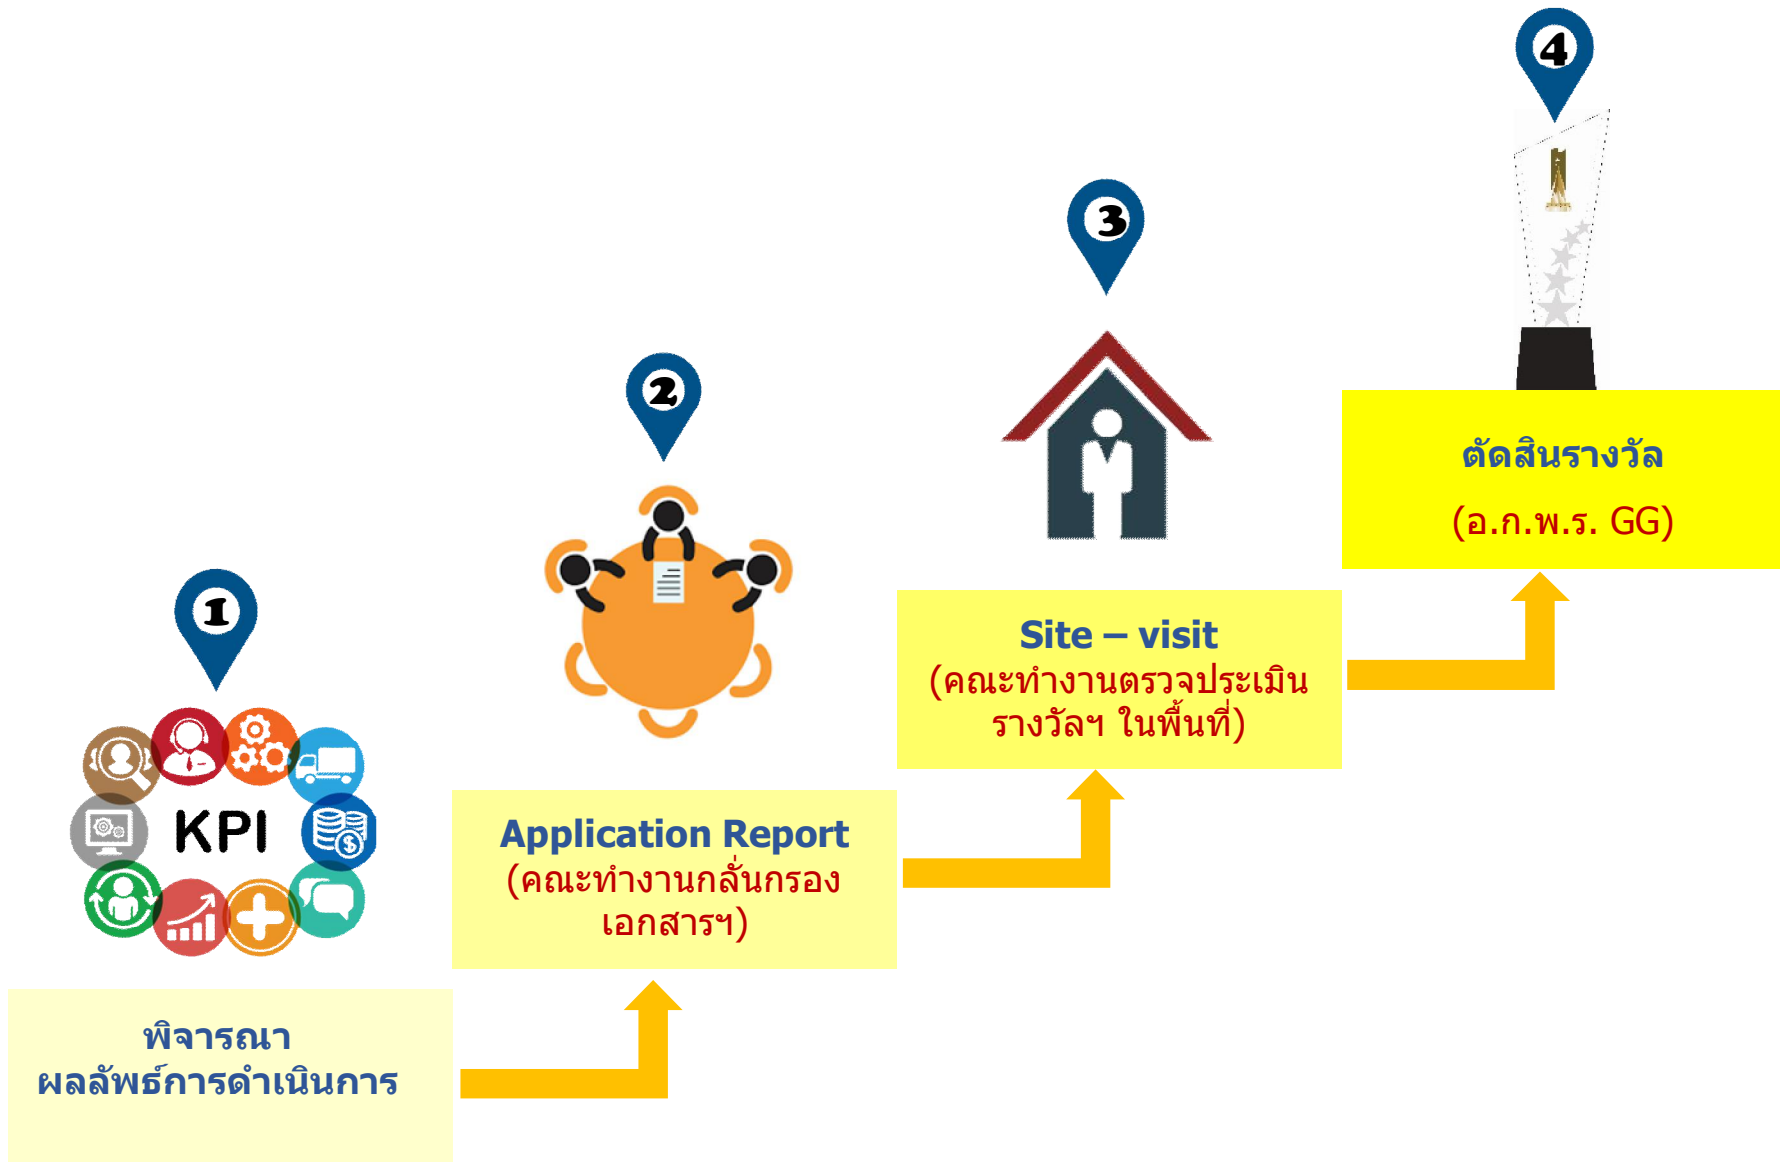 1
KPI
พิจารณา
ผลลัพธ์การดำเนินการ
2
Application Report
(คณะทำงานกลั่นกรอง
เอกสารฯ)
3
Site – visit
(คณะทำงานตรวจประเมิน
รางวัลฯ ในพื้นที่)
4
ตัดสินรางวัล
(อ.ก.พ.ร. GG)